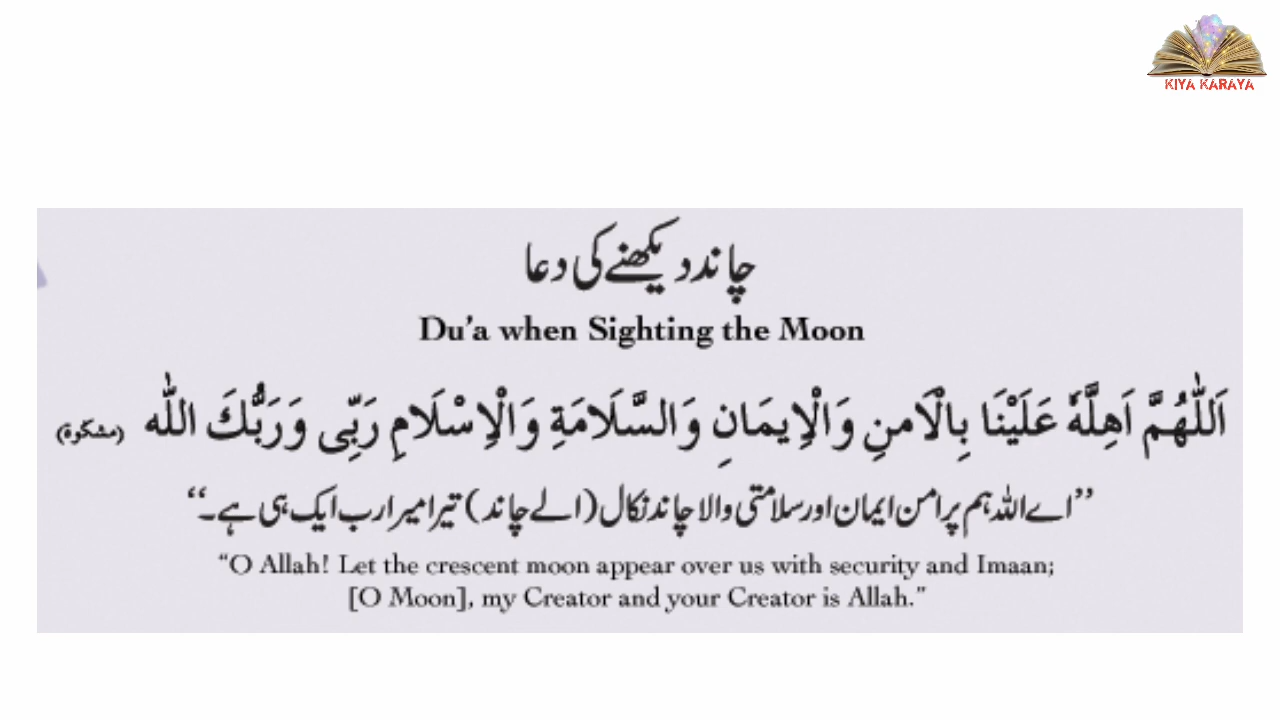 KIYA KARAYA
چاند دیکھنے کی دعا
Du’a when Sighting the Moon
اَللّٰهُمَّ اَهِلَّهٗ عَلَيْنَا بِالْاَمنِ وَالْاِيمَانِ وَالسَّلَامَةِ وَالْاِسْلَامِ رَبِّى وَرَبُّكَ اللّٰه (مشكوة)
”اے اللہ ہم پر امن ایمان اور سلامتی والا چاند نکال (اے چاند) تیرا میرا رب ایک ہی ہے۔“
“O Allah! Let the crescent moon appear over us with security and Imaan;
[O Moon], my Creator and your Creator is Allah.”